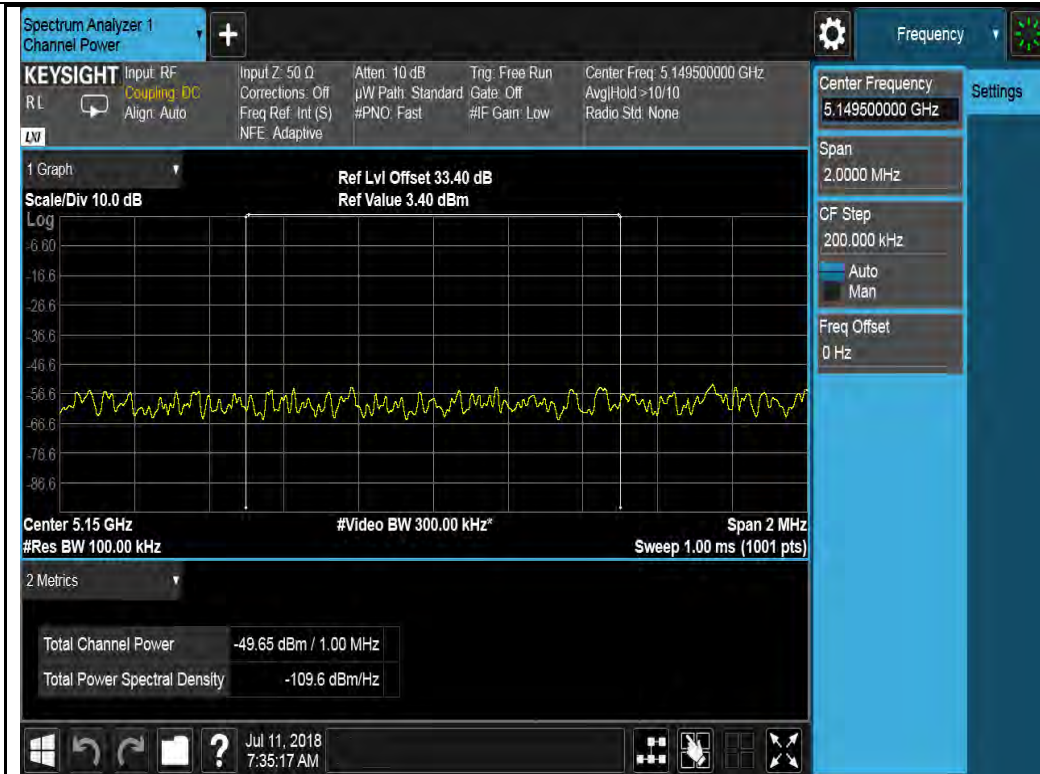 Spectrum Analyzer 1
Channel Power
+
Frequency
KEYSIGHT
R L
LXI
Input: RF
Coupling: DC
Align: Auto
Input Z: 50 Ω
Corrections: Off
Freq Ref: Int (S)
NFE: Adaptive
Atten: 10 dB
µW Path: Standard
#PNO: Fast
Trig: Free Run
Gate: Off
#IF Gain: Low
Center Freq: 5.149500000 GHz
Avg|Hold >10/10
Radio Std: None
Center Frequency
5.149500000 GHz
Settings
Span
2.0000 MHz
CF Step
200.000 kHz
Auto
Man
Freq Offset
0 Hz
1 Graph
Scale/Div 10.0 dB
Ref Lvl Offset 33.40 dB
Ref Value 3.40 dBm
Log
-6.60
-16.6
-26.6
-36.6
-46.6
-56.6
-66.6
-76.6
-86.6
Center 5.15 GHz
#Video BW 300.00 kHz*
Span 2 MHz
#Res BW 100.00 kHz
Sweep 1.00 ms (1001 pts)
2 Metrics
Total Channel Power -49.65 dBm / 1.00 MHz
Total Power Spectral Density -109.6 dBm/Hz
?
Jul 11, 2018
7:35:17 AM